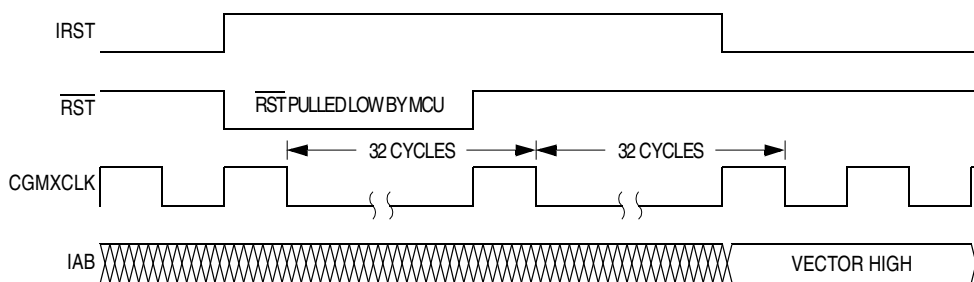 IRST
RST
RST PULLED LOW BY MCU
32 CYCLES
32 CYCLES
CGMXCLK
IAB
VECTOR HIGH